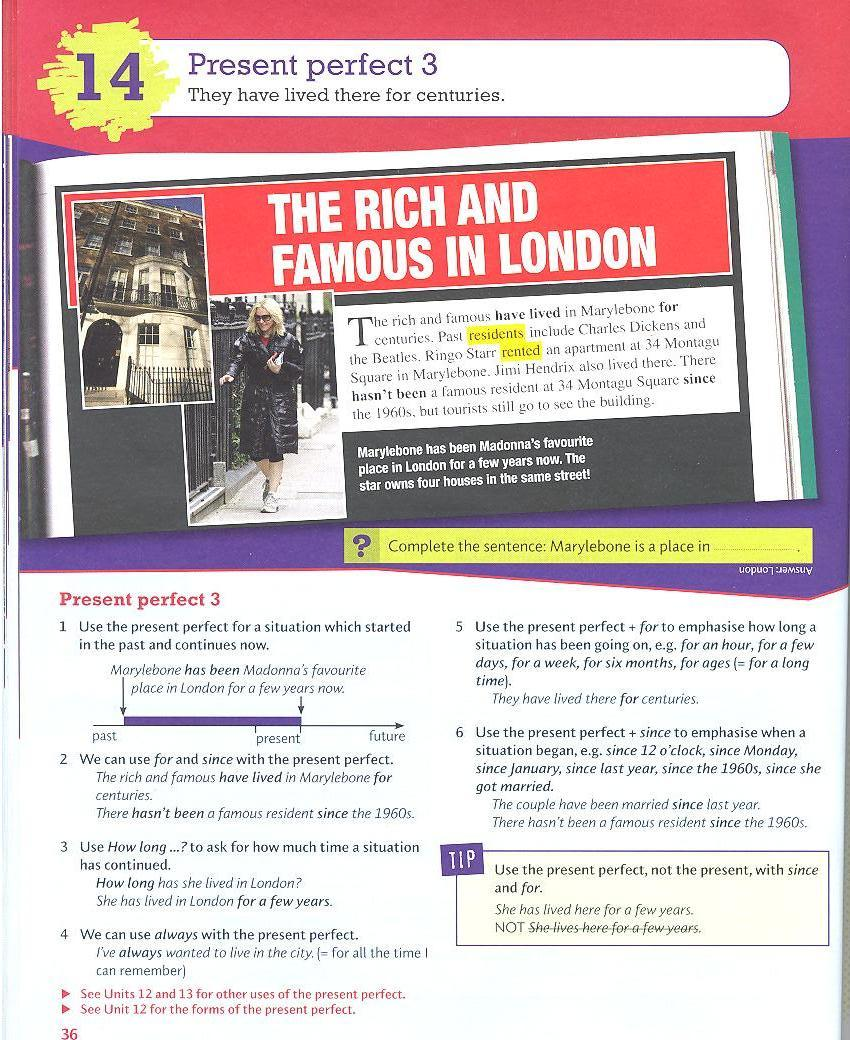 14
Present perfect 3
They have lived there for centuries.
THE RICH AND
FAMOUS IN LONDON
The rich and famous have lived in Marylebone for
centuries. Past residents include Charles Dickens and
the Beatles. Ringo Starr rented an apartment at 34 Montagu
Square in Marylebone. Jimi Hendrix also lived there. There
hasn't been a famous resident at 34 Montagu Square since
the 1960s, but tourists still go to see the building.
Marylebone has been Madonna's favourite
place in London for a few years now. The
star owns four houses in the same street!
? Complete the sentence: Marylebone is a place in ............... .
Answer: London
Present perfect 3
1 Use the present perfect for a situation which started
in the past and continues now.
Marylebone has been Madonna's favourite
place in London for a few years now.
past present future
2 We can use for and since with the present perfect.
The rich and famous have lived in Marylebone for
centuries.
There hasn't been a famous resident since the 1960s.
3 Use How long ...? to ask for how much time a situation
has continued.
How long has she lived in London?
She has lived in London for a few years.
4 We can use always with the present perfect.
I've always wanted to live in the city. (= for all the time I
can remember)
► See Units 12 and 13 for other uses of the present perfect.
► See Unit 12 for the forms of the present perfect.
36
5 Use the present perfect + for to emphasise how long a
situation has been going on, e.g. for an hour, for a few
days, for a week, for six months, for ages (= for a long
time).
They have lived there for centuries.
6 Use the present perfect + since to emphasise when a
situation began, e.g. since 12 o'clock, since Monday,
since January, since last year, since the 1960s, since she
got married.
The couple have been married since last year.
There hasn't been a famous resident since the 1960s.
TIP
Use the present perfect, not the present, with since
and for.
She has lived here for a few years.
NOT She lives here for a few years.